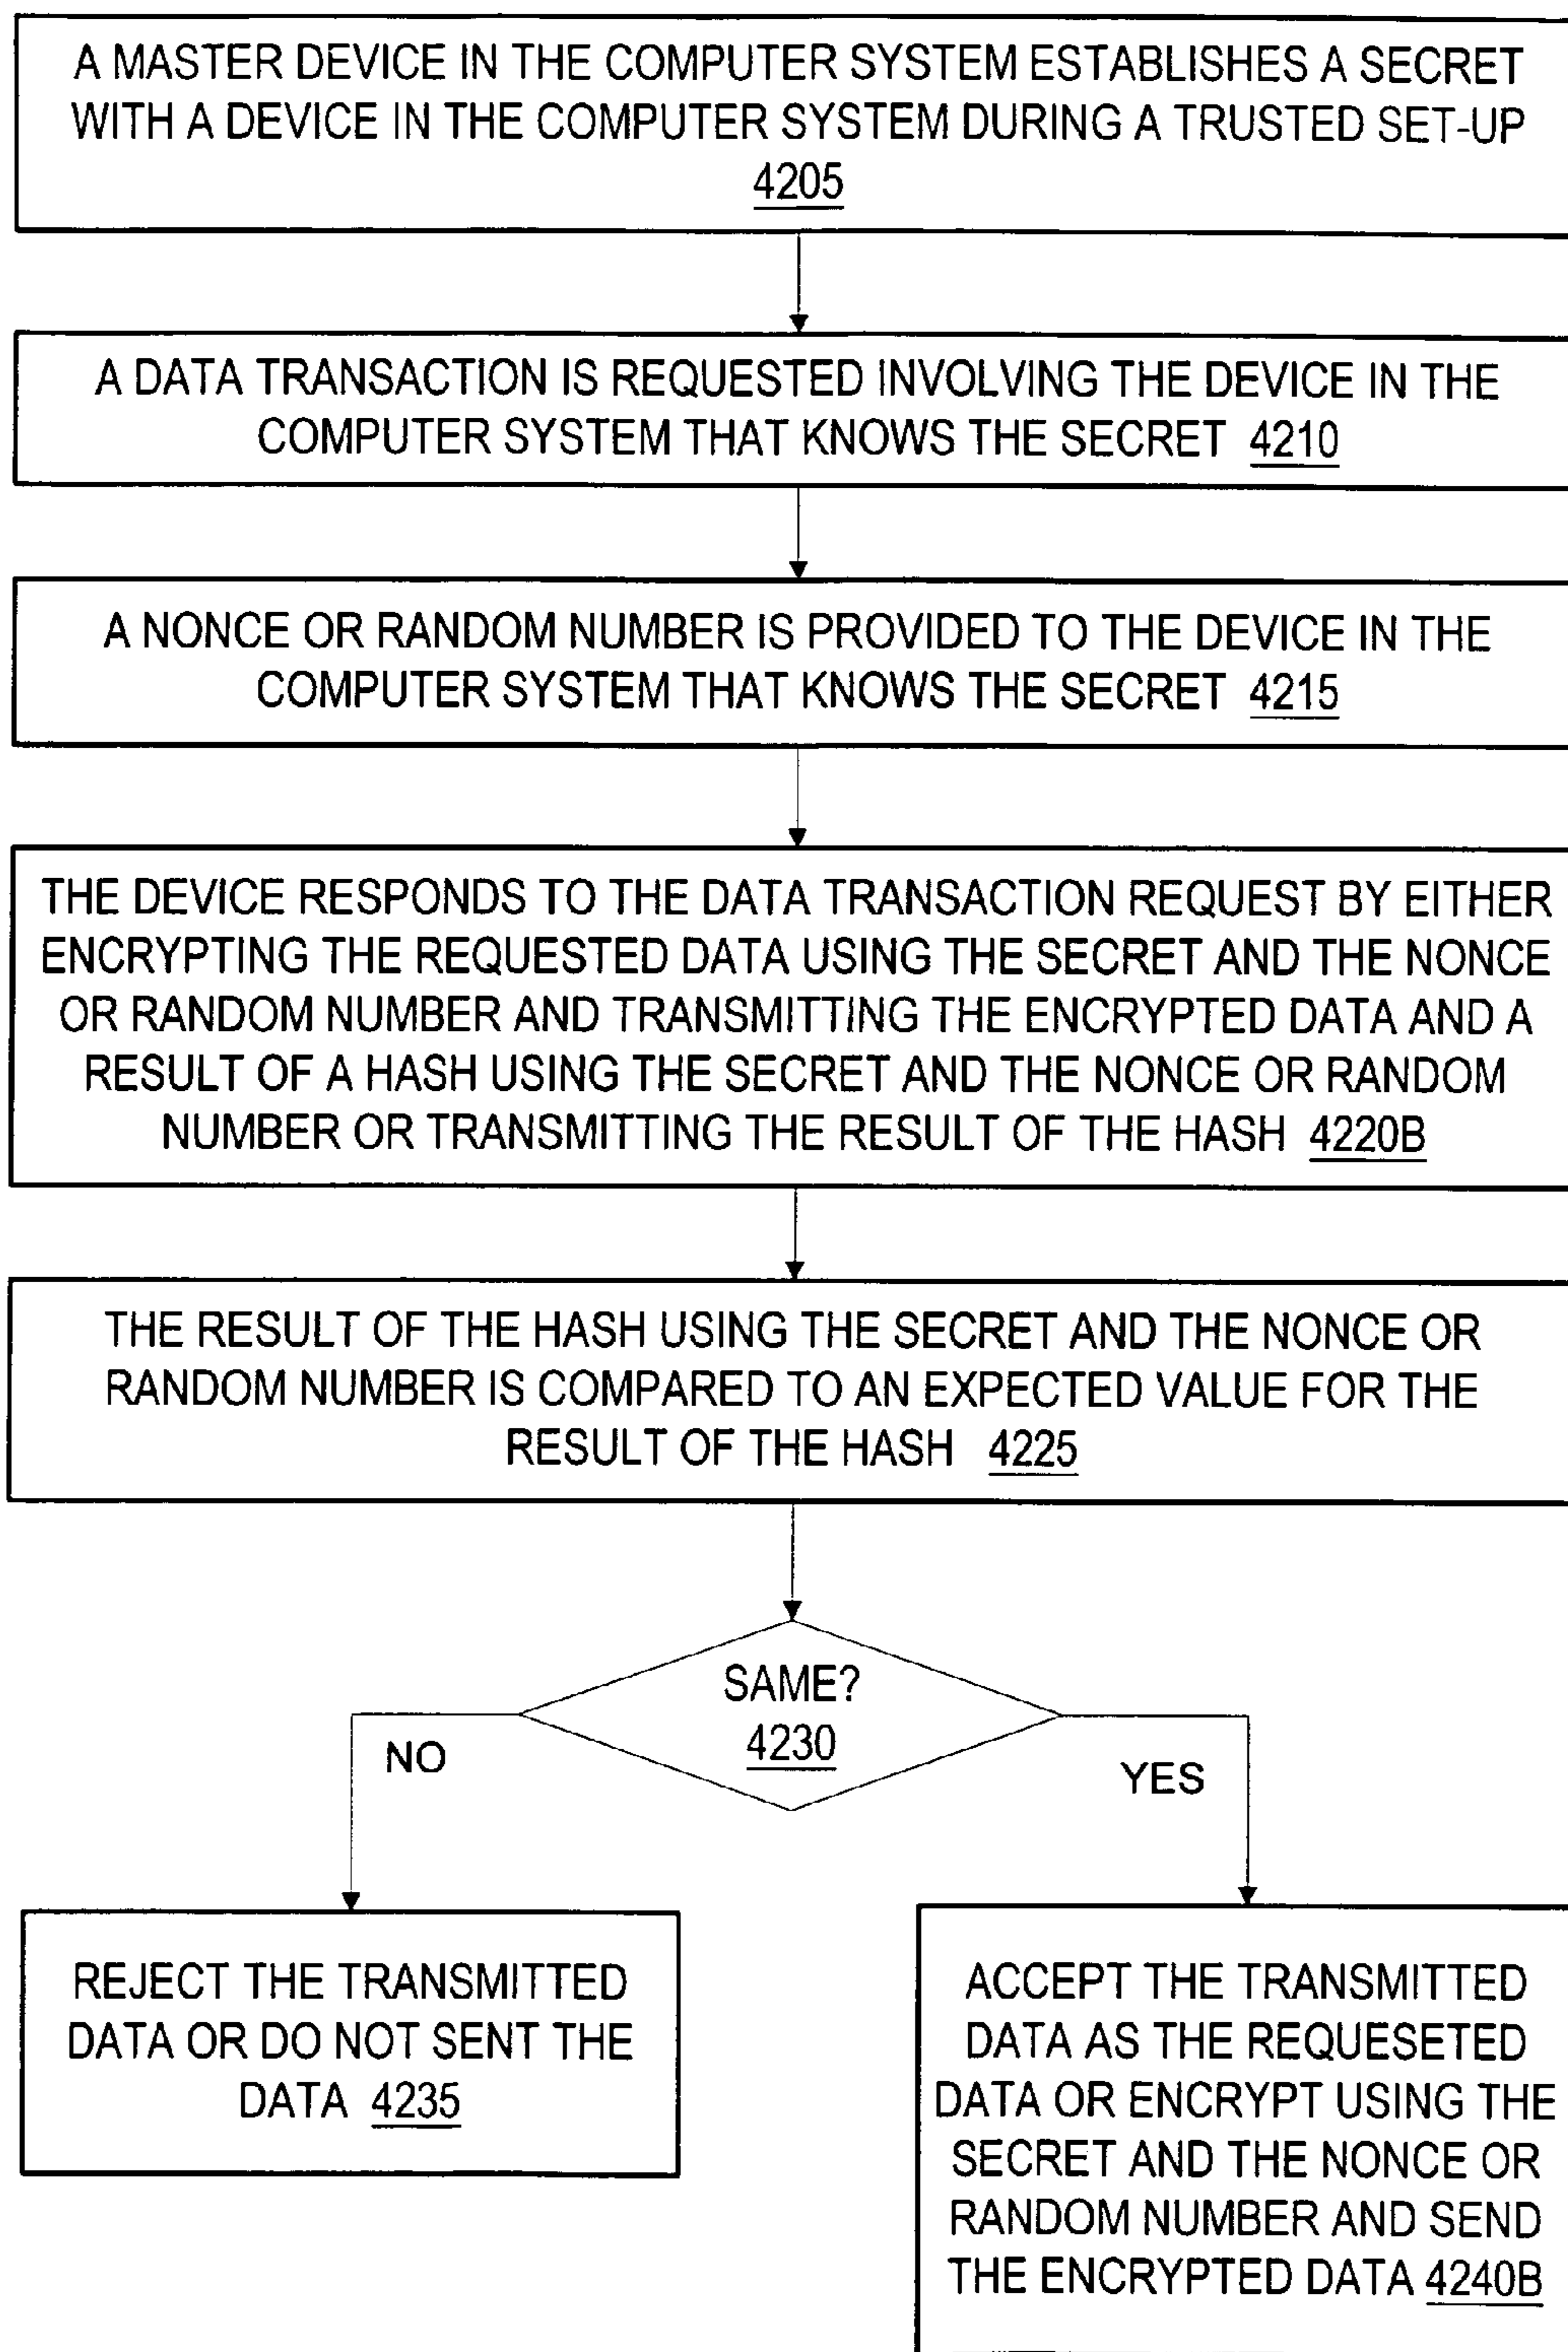 A MASTER DEVICE IN THE COMPUTER SYSTEM ESTABLISHES A SECRET
WITH A DEVICE IN THE COMPUTER SYSTEM DURING A TRUSTED SET-UP
4205
A DATA TRANSACTION IS REQUESTED INVOLVING THE DEVICE IN THE
COMPUTER SYSTEM THAT KNOWS THE SECRET 4210
A NONCE OR RANDOM NUMBER IS PROVIDED TO THE DEVICE IN THE
COMPUTER SYSTEM THAT KNOWS THE SECRET 4215
THE DEVICE RESPONDS TO THE DATA TRANSACTION REQUEST BY EITHER
ENCRYPTING THE REQUESTED DATA USING THE SECRET AND THE NONCE
OR RANDOM NUMBER AND TRANSMITTING THE ENCRYPTED DATA AND A
RESULT OF A HASH USING THE SECRET AND THE NONCE OR RANDOM
NUMBER OR TRANSMITTING THE RESULT OF THE HASH 4220B
THE RESULT OF THE HASH USING THE SECRET AND THE NONCE OR
RANDOM NUMBER IS COMPARED TO AN EXPECTED VALUE FOR THE
RESULT OF THE HASH 4225
SAME?
4230
NO
YES
REJECT THE TRANSMITTED
DATA OR DO NOT SENT THE
DATA 4235
ACCEPT THE TRANSMITTED
DATA AS THE REQUESETED
DATA OR ENCRYPT USING THE
SECRET AND THE NONCE OR
RANDOM NUMBER AND SEND
THE ENCRYPTED DATA 4240B